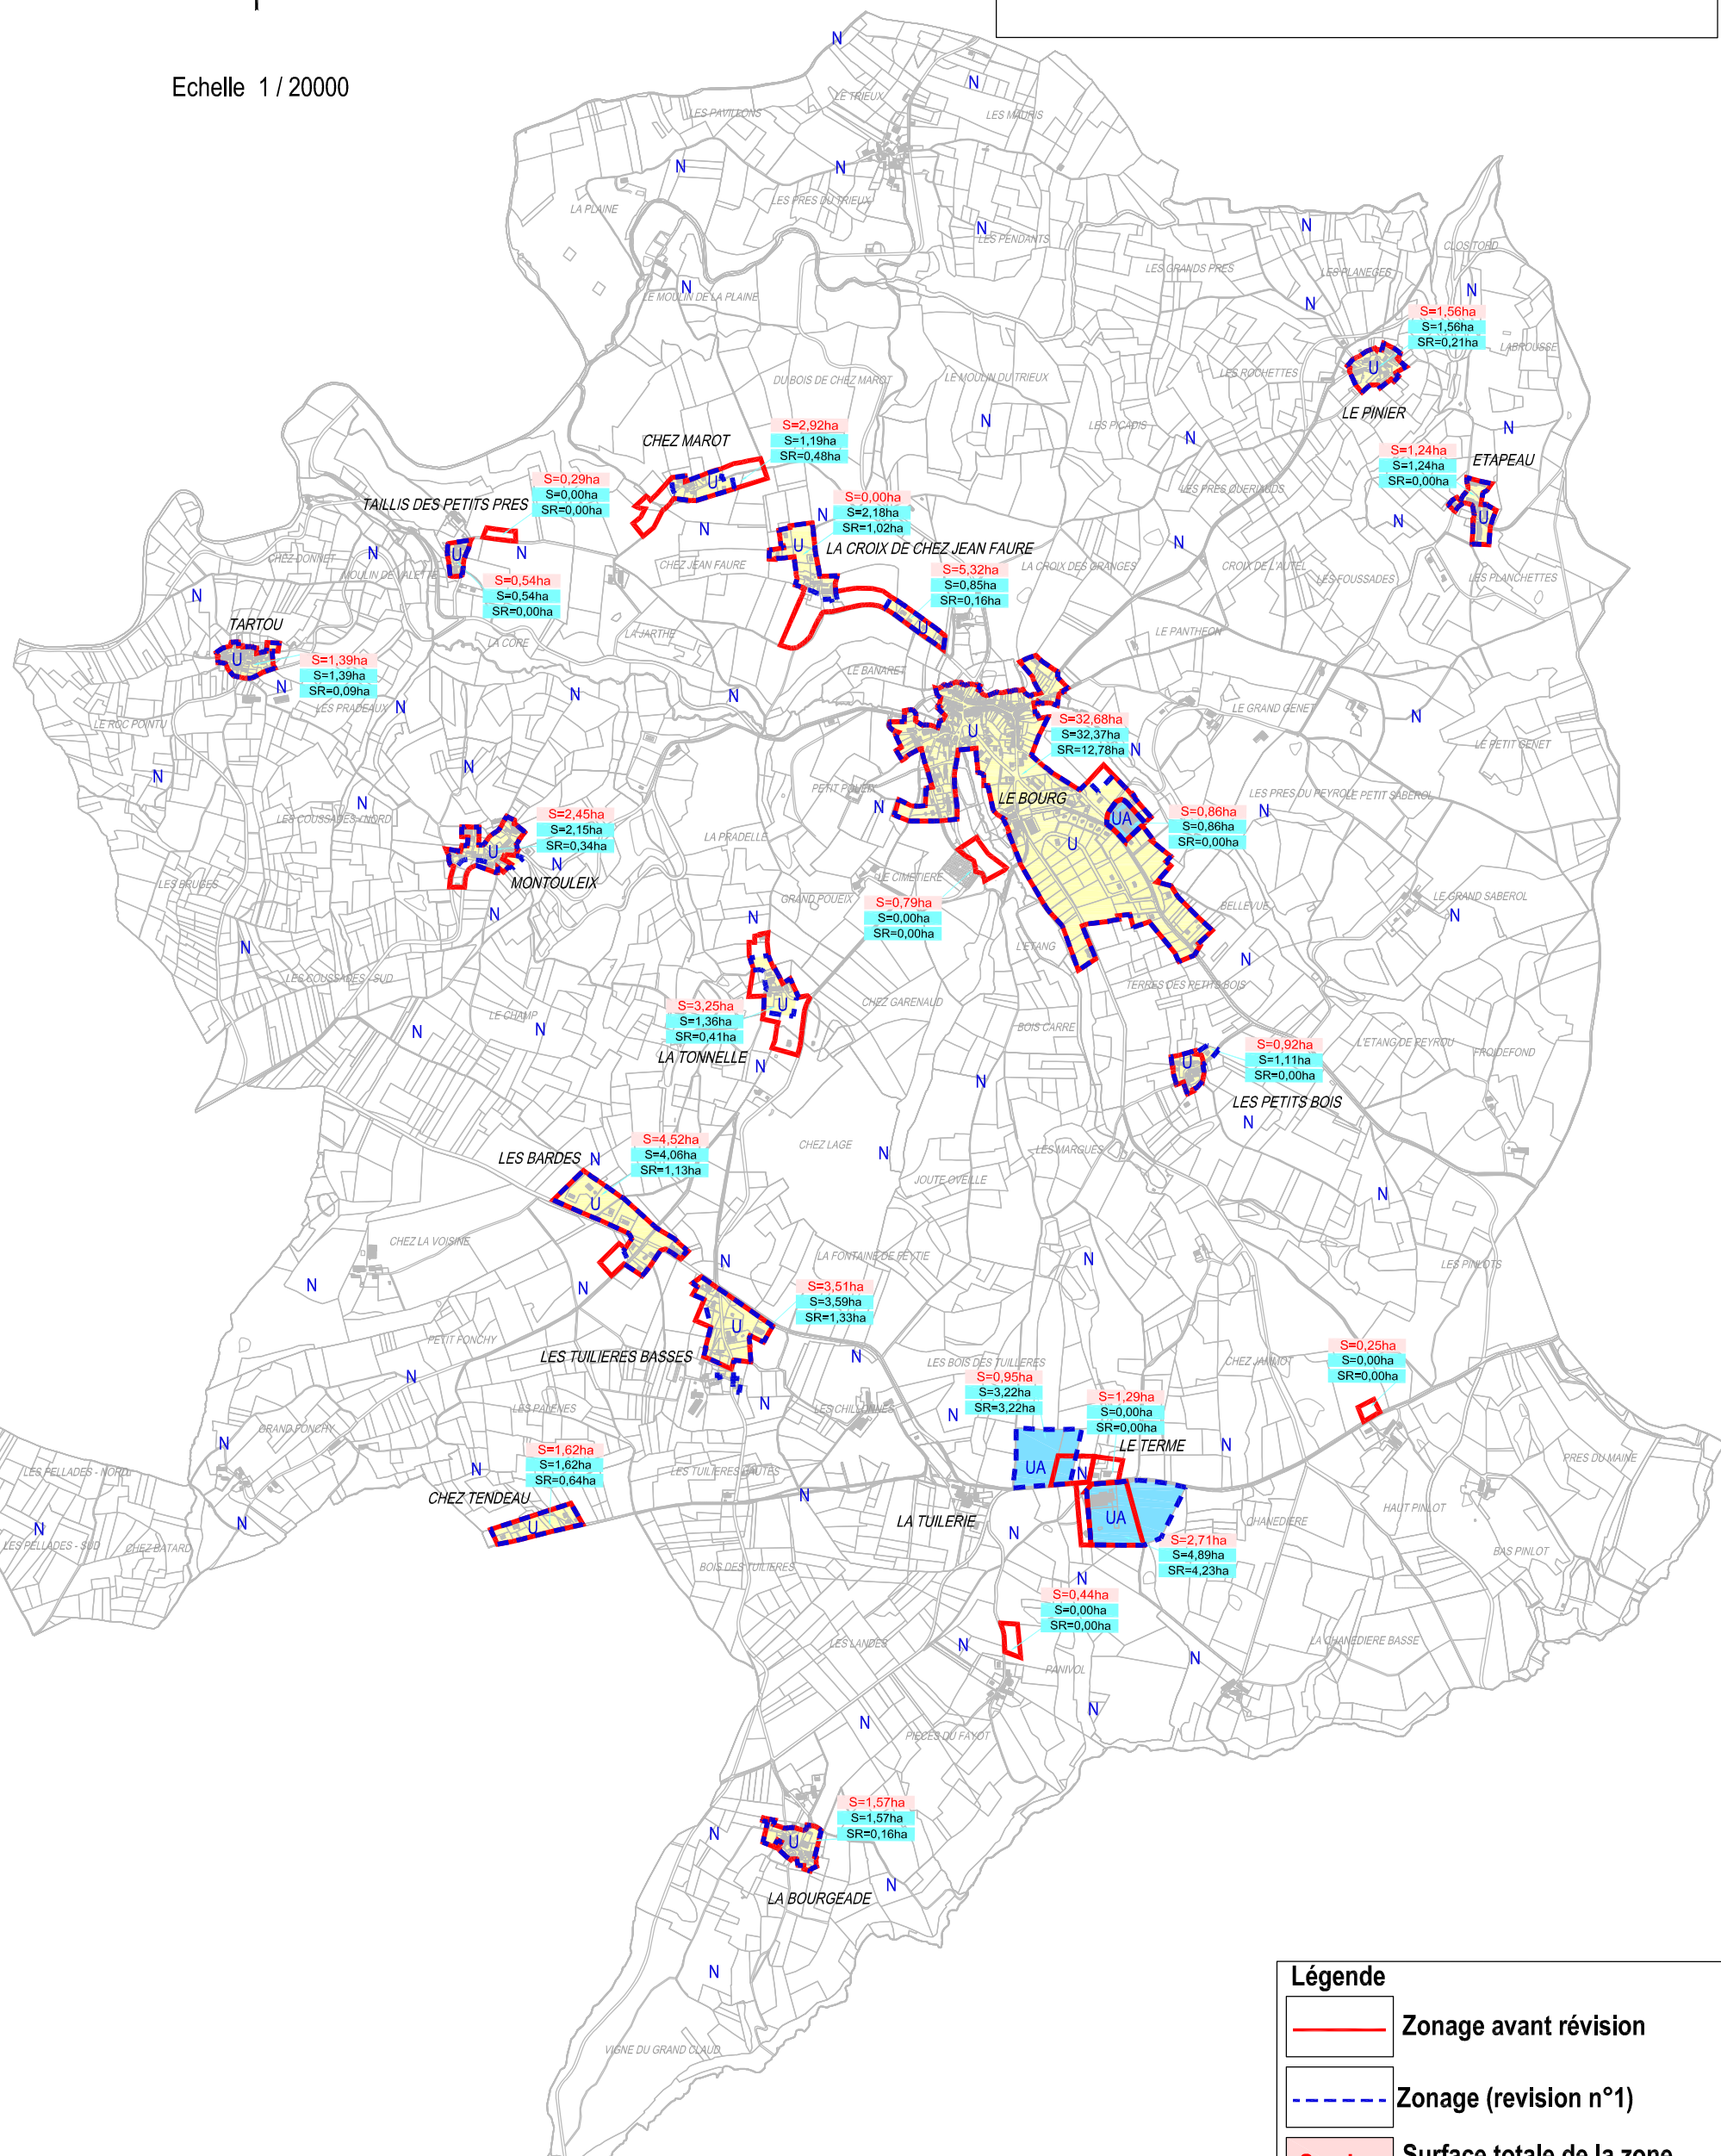 Echelle 1 / 20000
N
N
LE TRIEUX
LES PAVILLONS
LES MAURIS
N
N
LES PRES DU TRIEUX
LA PLAINE
N
LES PENDANTS
N
CLOS TORD
LES GRANDS PRES
LES PLANEGES
N
LE MOULIN DE LA PLAINE
N
N
S=1,56ha
S=1,56ha
SR=0,21ha
LABROUSSE
U
LES ROCHETTES
DU BOIS DE CHEZ MAROT
LE MOULIN DU TRIEUX
LE PINIER
N
LES PICADIS
N
N
S=2,92ha
S=1,19ha
SR=0,48ha
CHEZ MAROT
U
S=1,24ha
S=1,24ha
SR=0,00ha
ETAPEAU
U
LES PRES QUERIAUDS
N
S=0,29ha
S=0,00ha
SR=0,00ha
TAILLIS DES PETITS PRES
N
S=0,00ha
S=2,18ha
SR=1,02ha
N
N
U
LA CROIX DE CHEZ JEAN FAURE
N
CHEZ DONNET
N
U
N
MOULIN DE VALETTE
CHEZ JEAN FAURE
LA CROIX DES GRANGES
CROIX DE L'AUTEL
LES FOUSSADES
LES PLANCHETTES
S=5,32ha
S=0,85ha
SR=0,16ha
U
S=0,54ha
S=0,54ha
SR=0,00ha
N
TARTOU
U
LA CORE
LA JARTHE
LE PANTHEON
S=1,39ha
S=1,39ha
SR=0,09ha
N
LE BANARET
N
N
N
LES PRADEAUX
LE ROC POINTU
LE GRAND GENET
N
S=32,68ha
S=32,37ha
SR=12,78ha
N
U
LE PETIT GENET
N
N
PETIT POUEIX
N
LE BOURG
LES PRES DU PEYROU
LE PETIT SABEROL
N
N
UA
S=0,86ha
S=0,86ha
SR=0,00ha
LES COUSSADES - NORD
S=2,45ha
S=2,15ha
SR=0,34ha
LA PRADELLE
U
U
N
MONTOULEIX
LE CIMETIERE
LES BRUGES
GRAND POUEIX
LE GRAND SABEROL
S=0,79ha
S=0,00ha
SR=0,00ha
BELLEVUE
N
N
N
N
L'ETANG
N
LES COUSSADES - SUD
TERRES DES PETITS BOIS
S=3,25ha
S=1,36ha
SR=0,41ha
U
CHEZ GARENAUD
LE CHAMP
N
N
BOIS CARRE
LA TONNELLE
N
N
L'ETANG DE PEYROU
FROIDEFOND
S=0,92ha
S=1,11ha
SR=0,00ha
U
LES PETITS BOIS
N
S=4,52ha
S=4,06ha
SR=1,13ha
CHEZ LAGE
N
LES MARGUES
LES BARDES
N
U
JOUTE OVEILLE
N
CHEZ LA VOISINE
LA FONTAINE DE FEYTIE
N
N
LES PINLOTS
N
N
S=3,51ha
S=3,59ha
SR=1,33ha
U
PETIT FONCHY
LES TUILIERES BASSES
N
N
N
LES BOIS DES TUILLERES
CHEZ JANMOT
S=0,25ha
S=0,00ha
SR=0,00ha
S=0,95ha
S=3,22ha
SR=3,22ha
S=1,29ha
S=0,00ha
SR=0,00ha
LES PALENES
LES CHILLONNES
N
GRAND FONCHY
N
LE TERME
N
S=1,62ha
S=1,62ha
SR=0,64ha
N
LES PELLADES - NORD
LES TUILIERES HAUTES
UA
N
PRES DU MAINE
CHEZ TENDEAU
U
N
LA TUILERIE
UA
HAUT PINLOT
CHANEDIERE
N
N
N
LES PELLADES - SUD
CHEZ BATARD
S=2,71ha
S=4,89ha
SR=4,23ha
BAS PINLOT
BOIS DES TUILIERES
N
S=0,44ha
S=0,00ha
SR=0,00ha
LES LANDES
N
LA CHANEDIERE BASSE
N
PANIVOL
N
N
PIECES DU FAYOT
S=1,57ha
S=1,57ha
SR=0,16ha
N
U
N
LA BOURGEADE
N
VIGNE DU GRAND CLAUD
Légende
Zonage avant révision
Zonage (revision n°1)
Surface totale de la zone